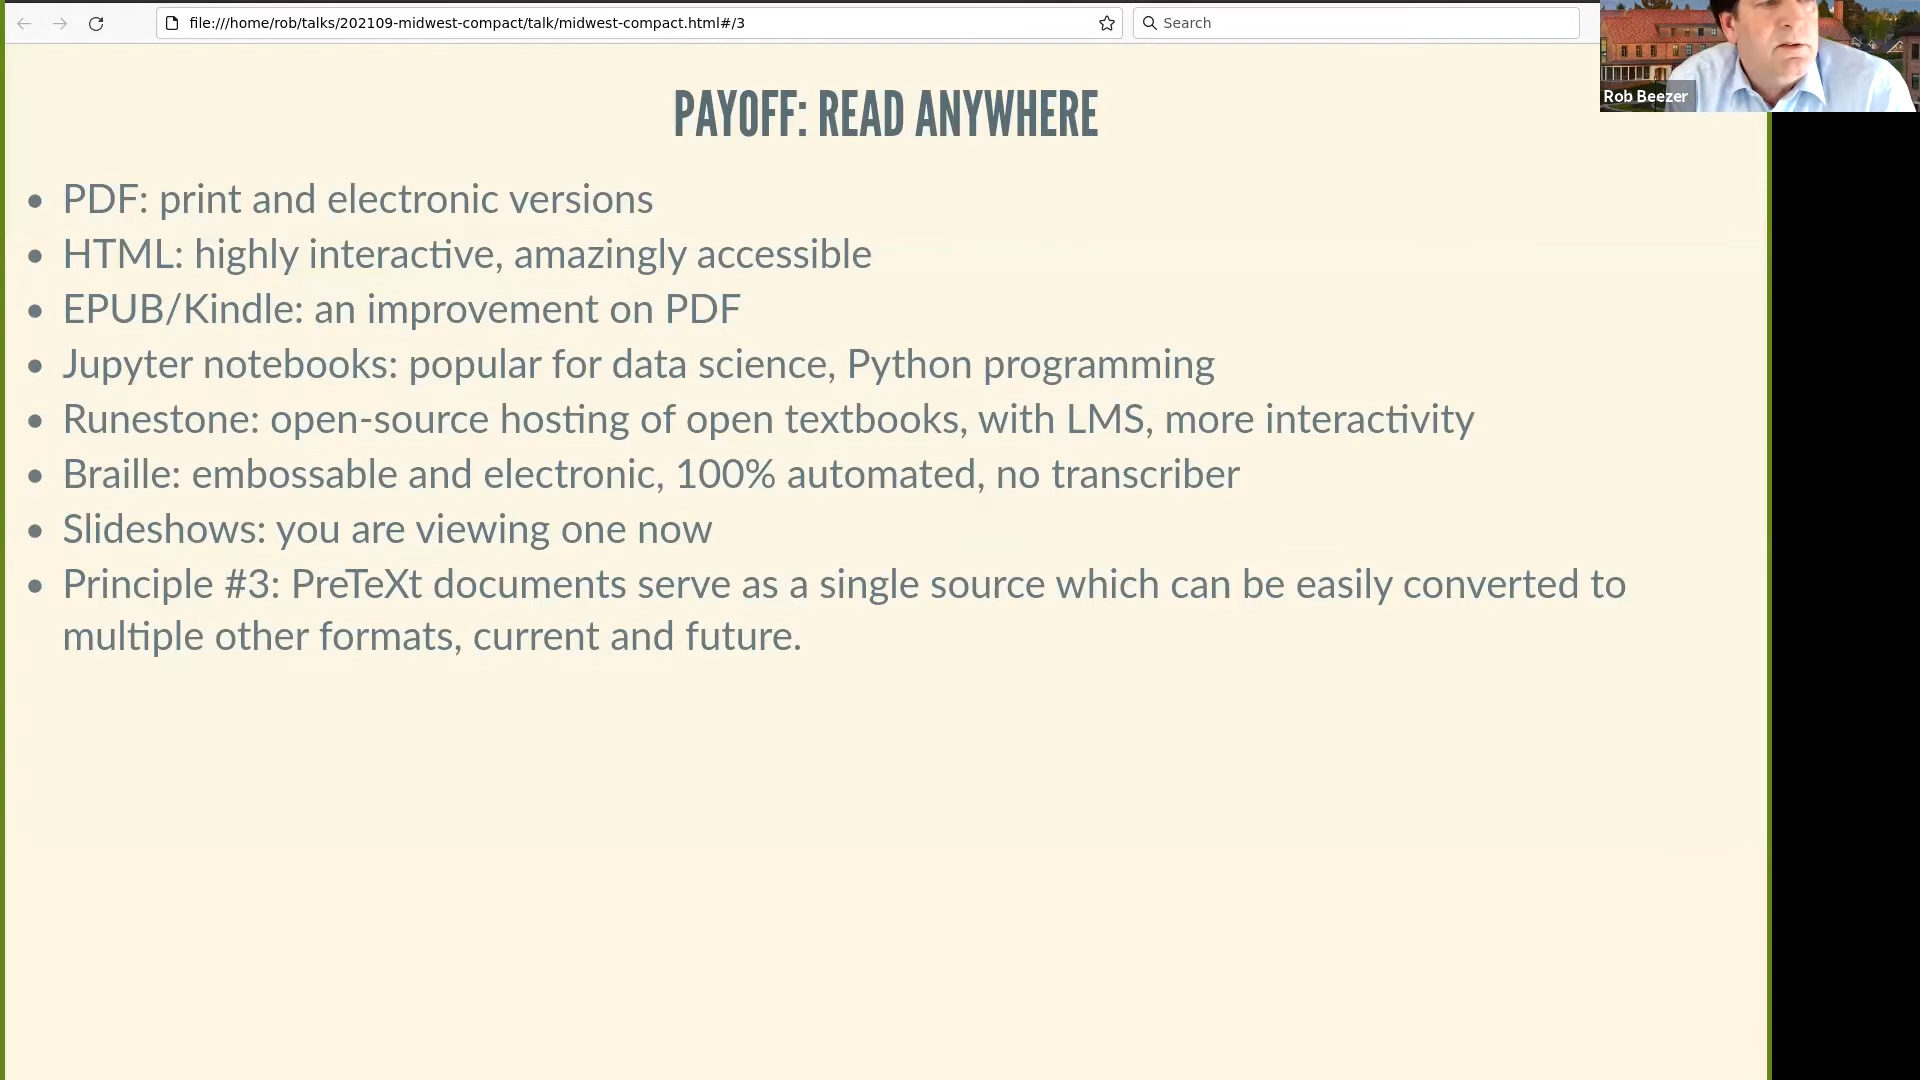 file:///home/rob/talks/202109-midwest-compact/talk/midwest-compact.html#/3
Search
Rob Beezer
PAYOFF: READ ANYWHERE
• PDF: print and electronic versions
• HTML: highly interactive, amazingly accessible
• EPUB/Kindle: an improvement on PDF
• Jupyter notebooks: popular for data science, Python programming
• Runestone: open-source hosting of open textbooks, with LMS, more interactivity
• Braille: embossable and electronic, 100% automated, no transcriber
• Slideshows: you are viewing one now
• Principle #3: PreTeXt documents serve as a single source which can be easily converted to
multiple other formats, current and future.